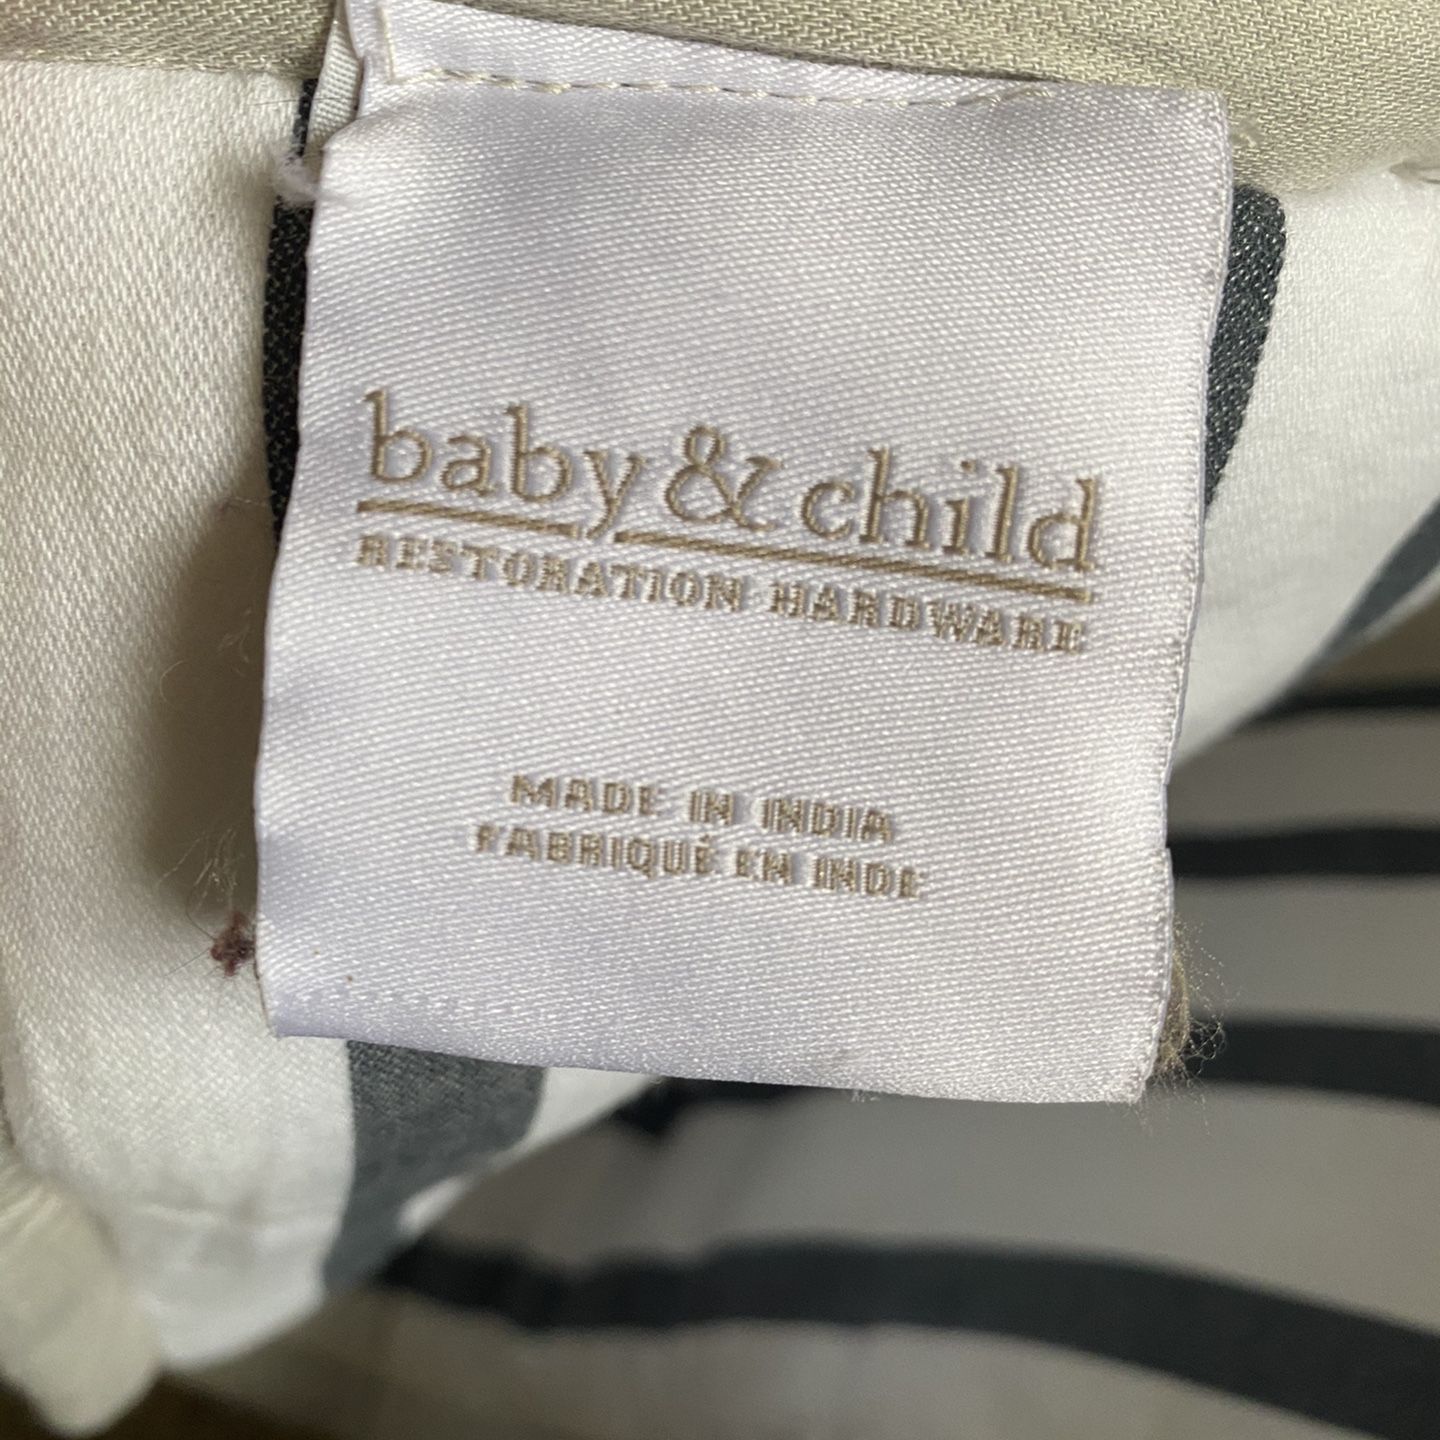 baby & child
RESTORATION HARDWARE
MADE IN INDIA
FABRIQUÉ EN INDE